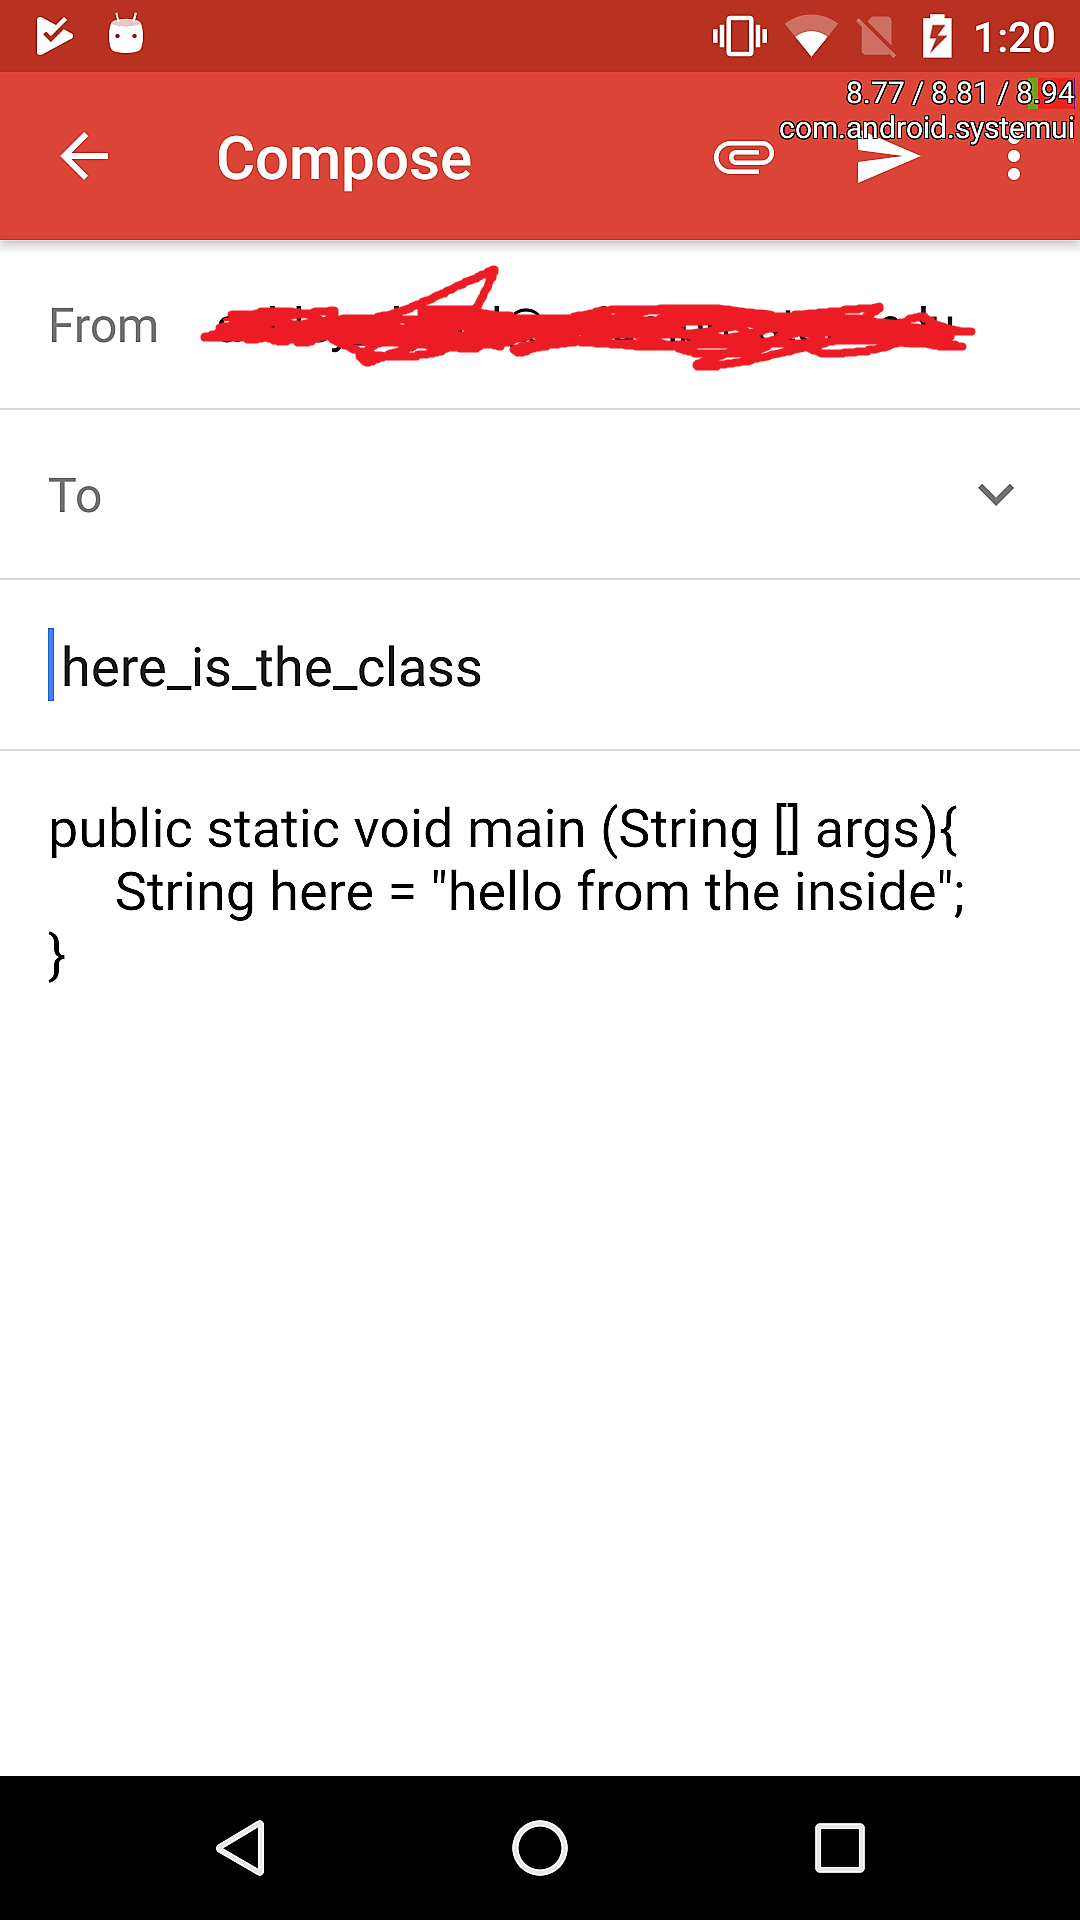 1:20
8.77 / 8.81 / 8.94
com.android.systemui
Compose
From
To
here_is_the_class
public static void main (String [] args){
String here = "hello from the inside";
}